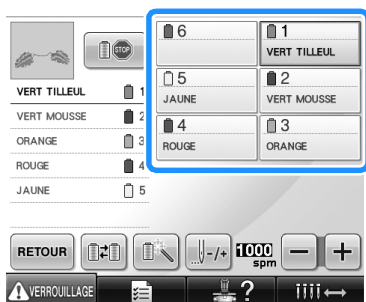 6
1
VERT TILLEUL
STOP
5
JAUNE
2
VERT MOUSSE
VERT TILLEUL 1
VERT MOUSSE 2
4
ROUGE
3
ORANGE
ORANGE 3
ROUGE 4
JAUNE 5
RETOUR
-/+
1000
spm
− +
VERROUILLAGE
?